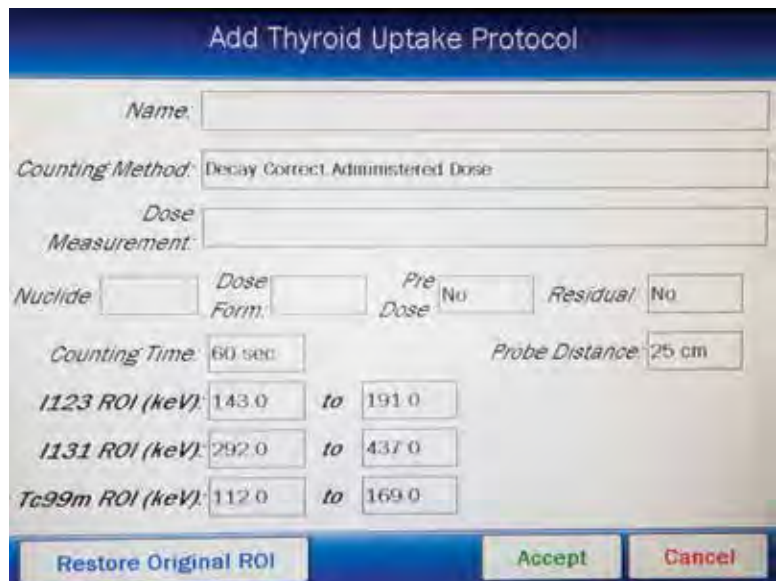 Add Thyroid Uptake Protocol
Name:
Counting Method: Decay Correct Administered Dose
Dose
Measurement:
Nuclide Dose Form: Pre Dose No Residual No
Counting Time: 60 sec Probe Distance: 25 cm
I123 ROI (keV): 143.0 to 191.0
I131 ROI (keV): 292.0 to 437.0
Tc99m ROI (keV): 112.0 to 169.0
Restore Original ROI Accept Cancel